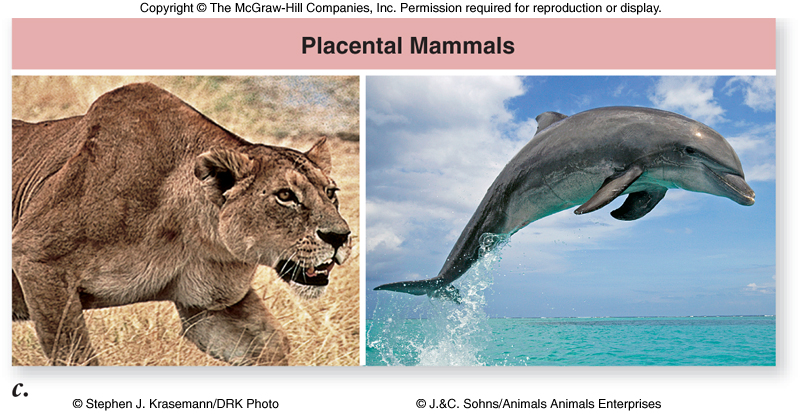 Copyright © The McGraw-Hill Companies, Inc. Permission required for reproduction or display.
Placental Mammals
c.
© Stephen J. Krasemann/DRK Photo
© J.&C. Sohns/Animals Animals Enterprises